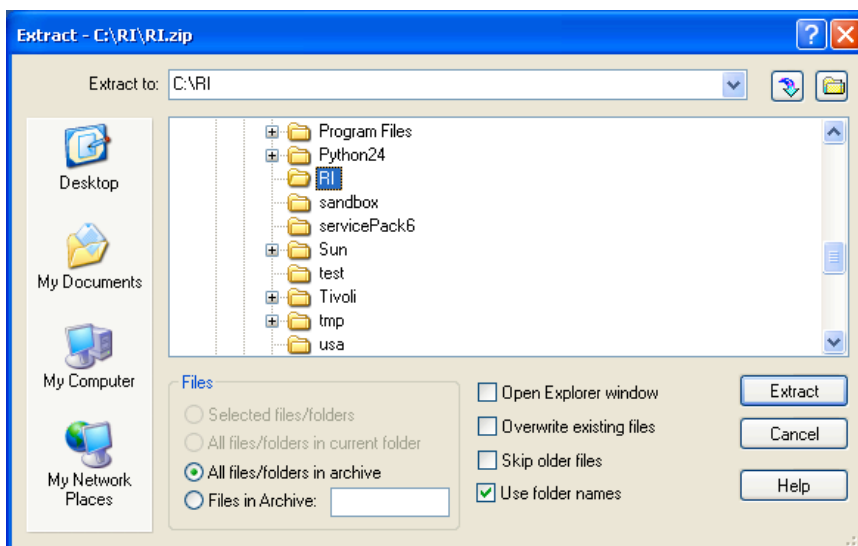 Extract - C:\RI\RI.zip
Extract to: C:\RI
Desktop
My Documents
My Computer
My Network
Places
Program Files
Python24
RI
sandbox
servicePack6
Sun
test
Tivoli
tmp
usa
Files
Selected files/folders
All files/folders in current folder
All files/folders in archive
Files in Archive:
Open Explorer window
Overwrite existing files
Skip older files
Use folder names
Extract
Cancel
Help